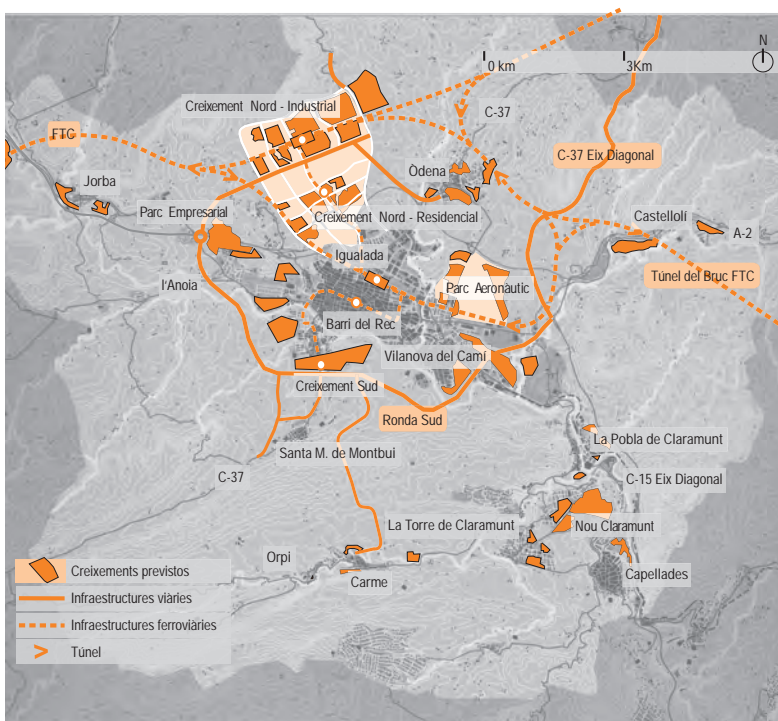 N
0 km
3Km
Creixement Nord - Industrial
C-37
FTC
C-37 Eix Diagonal
Òdena
Jorba
Parc Empresarial
Creixement Nord - Residencial
Castellolí
A-2
Igualada
Túnel del Bruc FTC
l'Anoia
Parc Aeronàutic
Barri del Rec
Vilanova del Camí
Creixement Sud
Ronda Sud
La Pobla de Claramunt
Santa M. de Montbui
C-37
C-15 Eix Diagonal
La Torre de Claramunt
Nou Claramunt
Orpi
Carme
Capellades
Creixements previstos
Infraestructures viàries
Infraestructures ferroviàries
Túnel